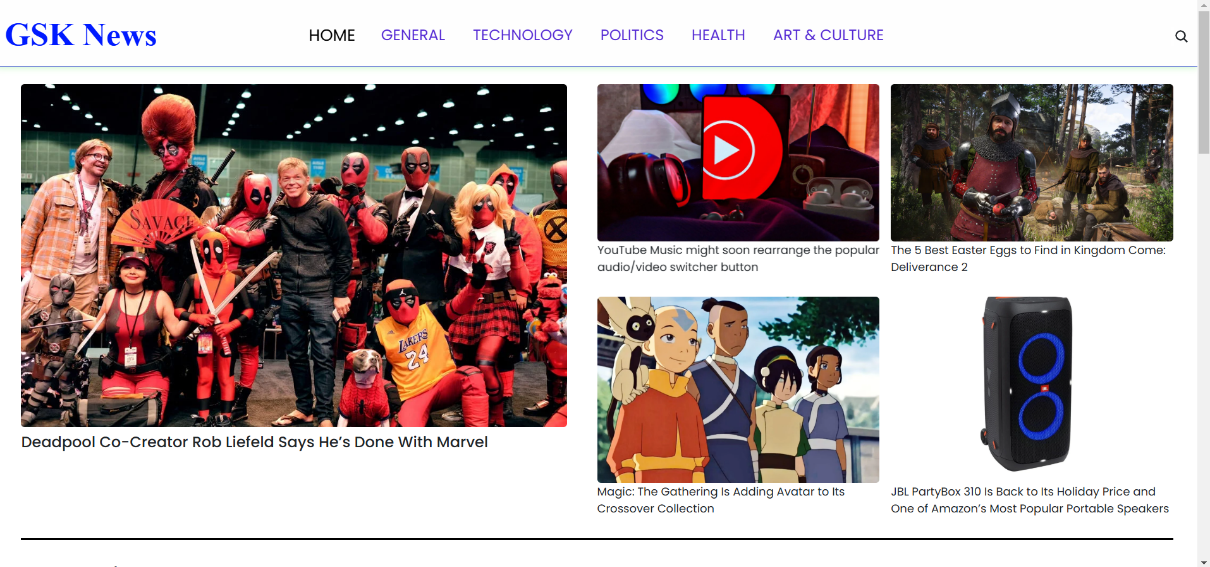 GSK News
HOME GENERAL TECHNOLOGY POLITICS HEALTH ART & CULTURE
SAVAGE
LAKERS
24
Deadpool Co-Creator Rob Liefeld Says He's Done With Marvel
YouTube Music might soon rearrange the popular
audio/video switcher button
The 5 Best Easter Eggs to Find in Kingdom Come:
Deliverance 2
Magic: The Gathering Is Adding Avatar to Its
Crossover Collection
JBL PartyBox 310 Is Back to Its Holiday Price and
One of Amazon's Most Popular Portable Speakers